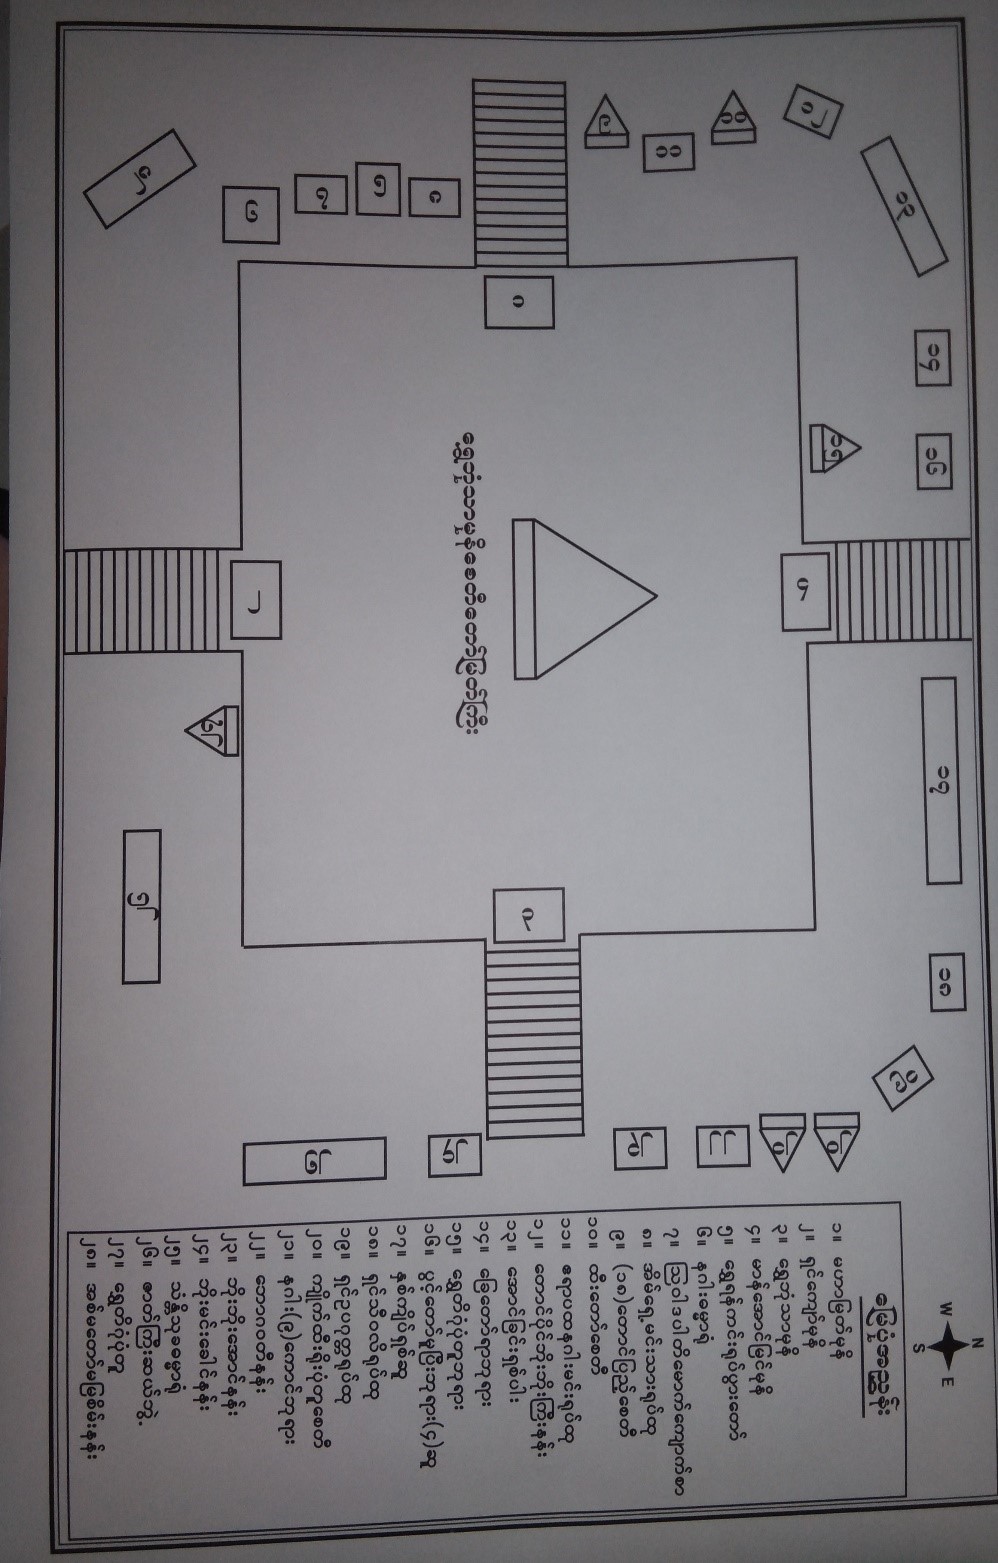 ၁၃
၁၄
၁၆
၁၇
၁၈
၁၉
N
W
E
S
၁၅
၁၂
၅
၂၀
၂၁
၁၁
၂၂
၁၀
၂၃
၉
၁
၃
ရွှေဘုံသာမုနိစေတီတော်မြတ်ကြီး
၄
၂၄
၆
၇
၂၅
၈
၂
၂၇
၂၆
၂၈
မြေပုံအညွှန်း
၁။ မဟာမြတ်မုနိ
၂။ ရှင်ကျော်မုနိ
၃။ ရွှေဘုံသာမုနိ
၄။ မာန်အောင်မြင်မုနိ
၅။ ရွှေရန်ကင်းရုပ်ပွားတော်
၆။ နဂါးဓမ္မာရုံ
၇။ ဩဝါဒပါတိမောက်ကျောက်စာ
၈။ အိမ်ရှေ့မင်းသားရုပ်ထု
၉။ (၁၈)တောင်ပြည့်စေတီ
၁၀။ ထီးတော်စေတီ
၁၁။ ဧရာပထနဂါးမင်းရုပ်ထု
၁၂။ တောင်ပိုင်ဘိုးဘိုးကြီးနန်း
၁၃။ အောင်ခြင်းရှစ်ပါး
၁၄။ ခြေတော်ရာဘုရား
၁၅။ ရွှေတိဂုံပုံတူဘုရား
၁၆။ ပွင့်တော်မူပြီးဘုရား(၄)ဆူ
၁၇။ နှစ်ကျိပ်ရှစ်ဆူ
၁၈။ ရှင်သီဝလိရုပ်ထု
၁၉။ ရှင်ဥပဂုတ္တရုပ်ထု
၂၀။ ကျိုက်ထီးရိုးပုံတူစေတီ
၂၁။ နဂါး(၉)ကောင်ဘုရား
၂၂။ ဘောဂဝတီနန်း
၂၃။ ဘိုးဘိုးအောင်နန်း
၂၄။ ဘိုးမင်းခေါင်နန်း
၂၅။ သံန္တိသုခဓမ္မာရုံ
၂၆။ ဇာတ်ကြီးဆယ်ဘွဲ့
၂၇။ ရွှေတိဂုံပုံတူ
၂၈။ အစ်မတော်မမြစိမ်းနန်း